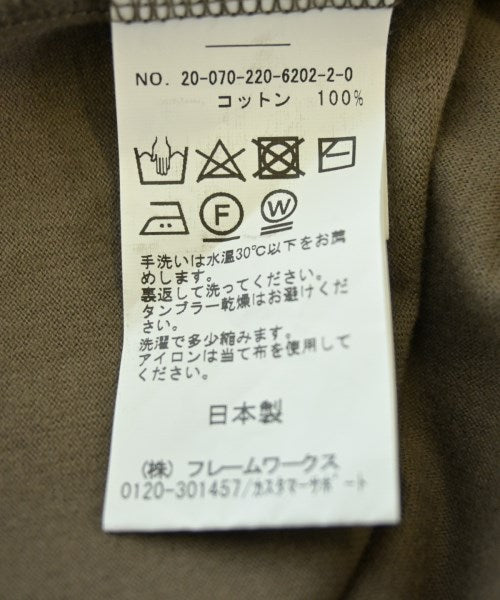 NO. 20-070-220-6202-2-0
コットン 100%
F W
手洗いは水温30℃以下をお薦
めします。
裏返して洗ってください。
タンブラー乾燥はお避けくだ
さい。
洗濯で多少縮みます。
アイロンは当て布を使用して
ください。
日本製
(株) フレームワークス
0120-301457/カスタマーサポート